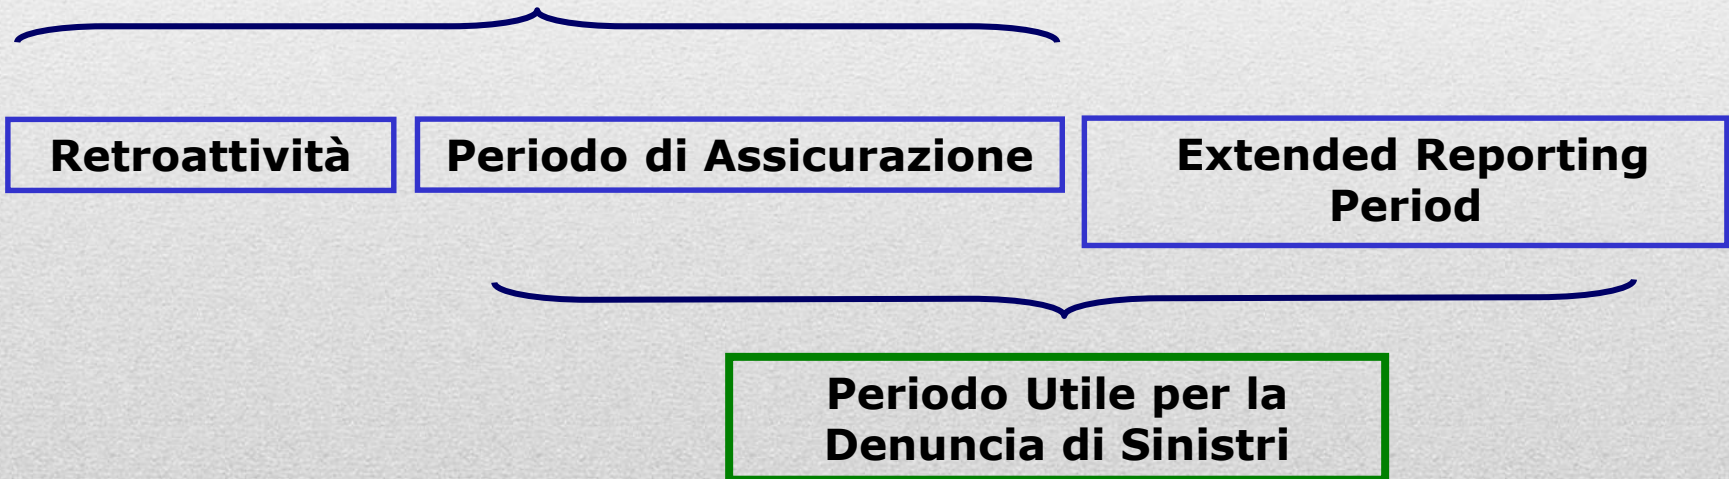 Retroattività
Periodo di Assicurazione
Extended Reporting
Period
Periodo Utile per la
Denuncia di Sinistri